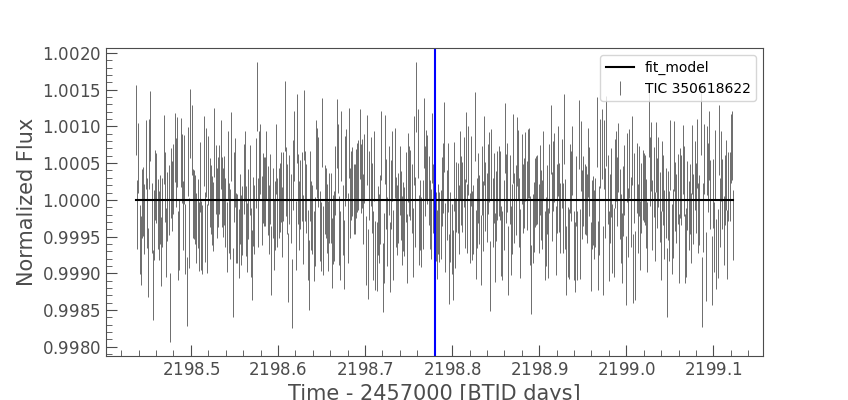 1.0020
1.0015
1.0010
1.0005
1.0000
0.9995
0.9990
0.9985
0.9980
Normalized Flux
fit_model
TIC 350618622
2198.5 2198.6 2198.7 2198.8 2198.9 2199.0 2199.1
Time - 2457000 [BTJD days]